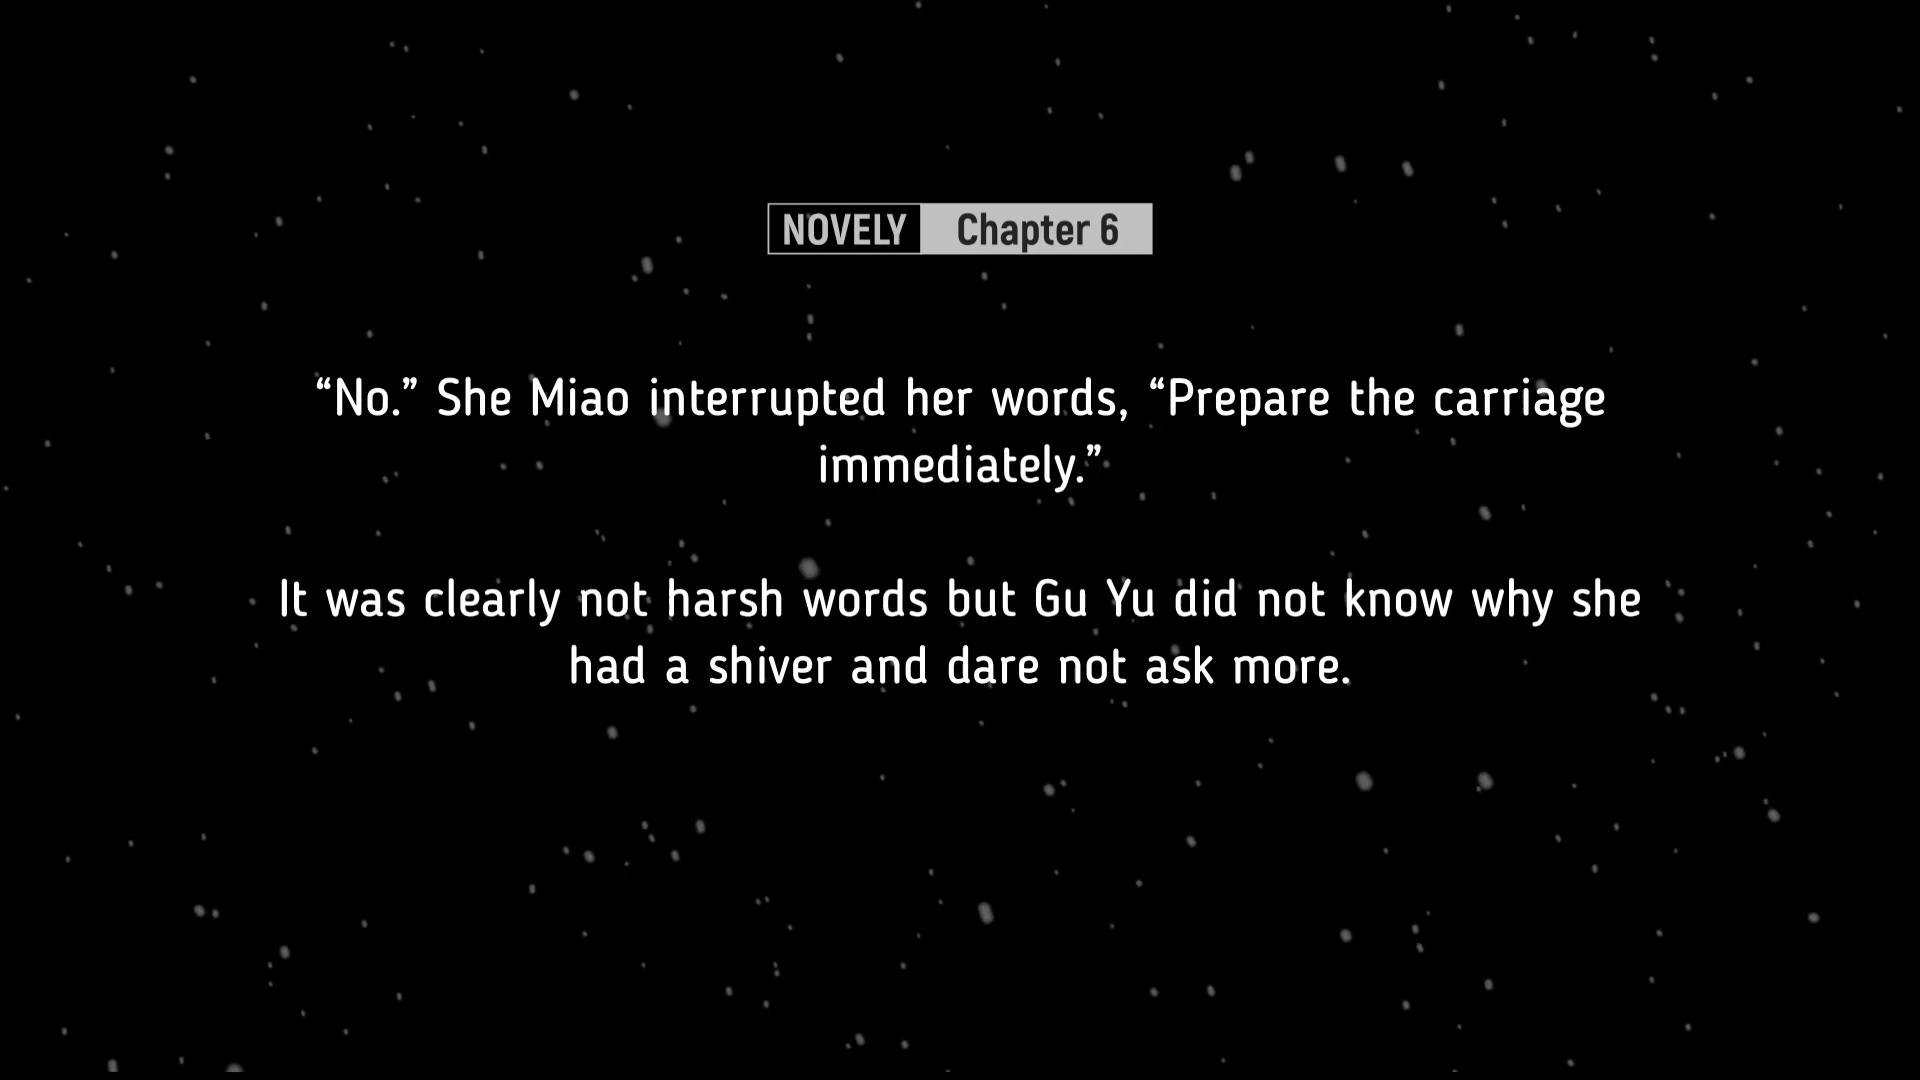 NOVELY Chapter 6
“No.” She Miao interrupted her words, “Prepare the carriage
immediately.”
It was clearly not harsh words but Gu Yu did not know why she
had a shiver and dare not ask more.